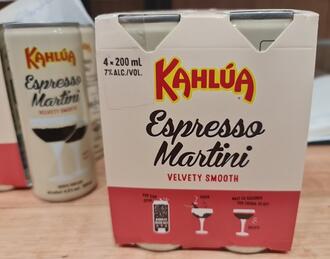 KAHLÚA
Espresso
Martini
VELVETY SMOOTH
4 × 200 mL
7% ALC./VOL.
KAHLÚA
Espresso
Martini
VELVETY SMOOTH